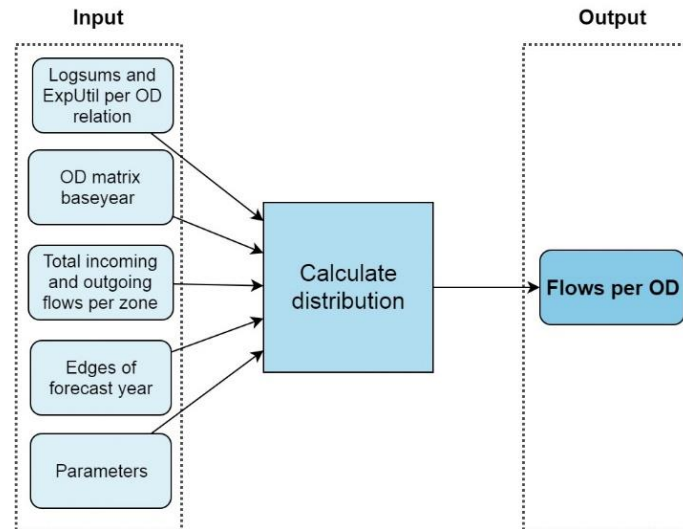 Input
Output
Logsums and
ExpUtil per OD
relation
OD matrix
baseyear
Total incoming
and outgoing
flows per zone
Edges of
forecast year
Parameters
Calculate
distribution
Flows per OD